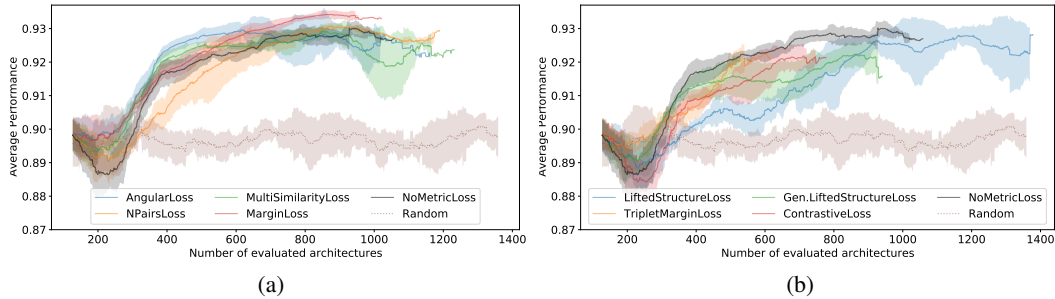 0.93
0.92
0.91
0.90
0.89
0.88
0.87
Average Performance
200 400 600 800 1000 1200 1400
Number of evaluated architectures
AngularLoss MultiSimilarityLoss NoMetricLoss
NPairsLoss MarginLoss Random
(a)
0.93
0.92
0.91
0.90
0.89
0.88
0.87
Average Performance
200 400 600 800 1000 1200 1400
Number of evaluated architectures
LiftedStructureLoss Gen.LiftedStructureLoss NoMetricLoss
TripletMarginLoss ContrastiveLoss Random
(b)